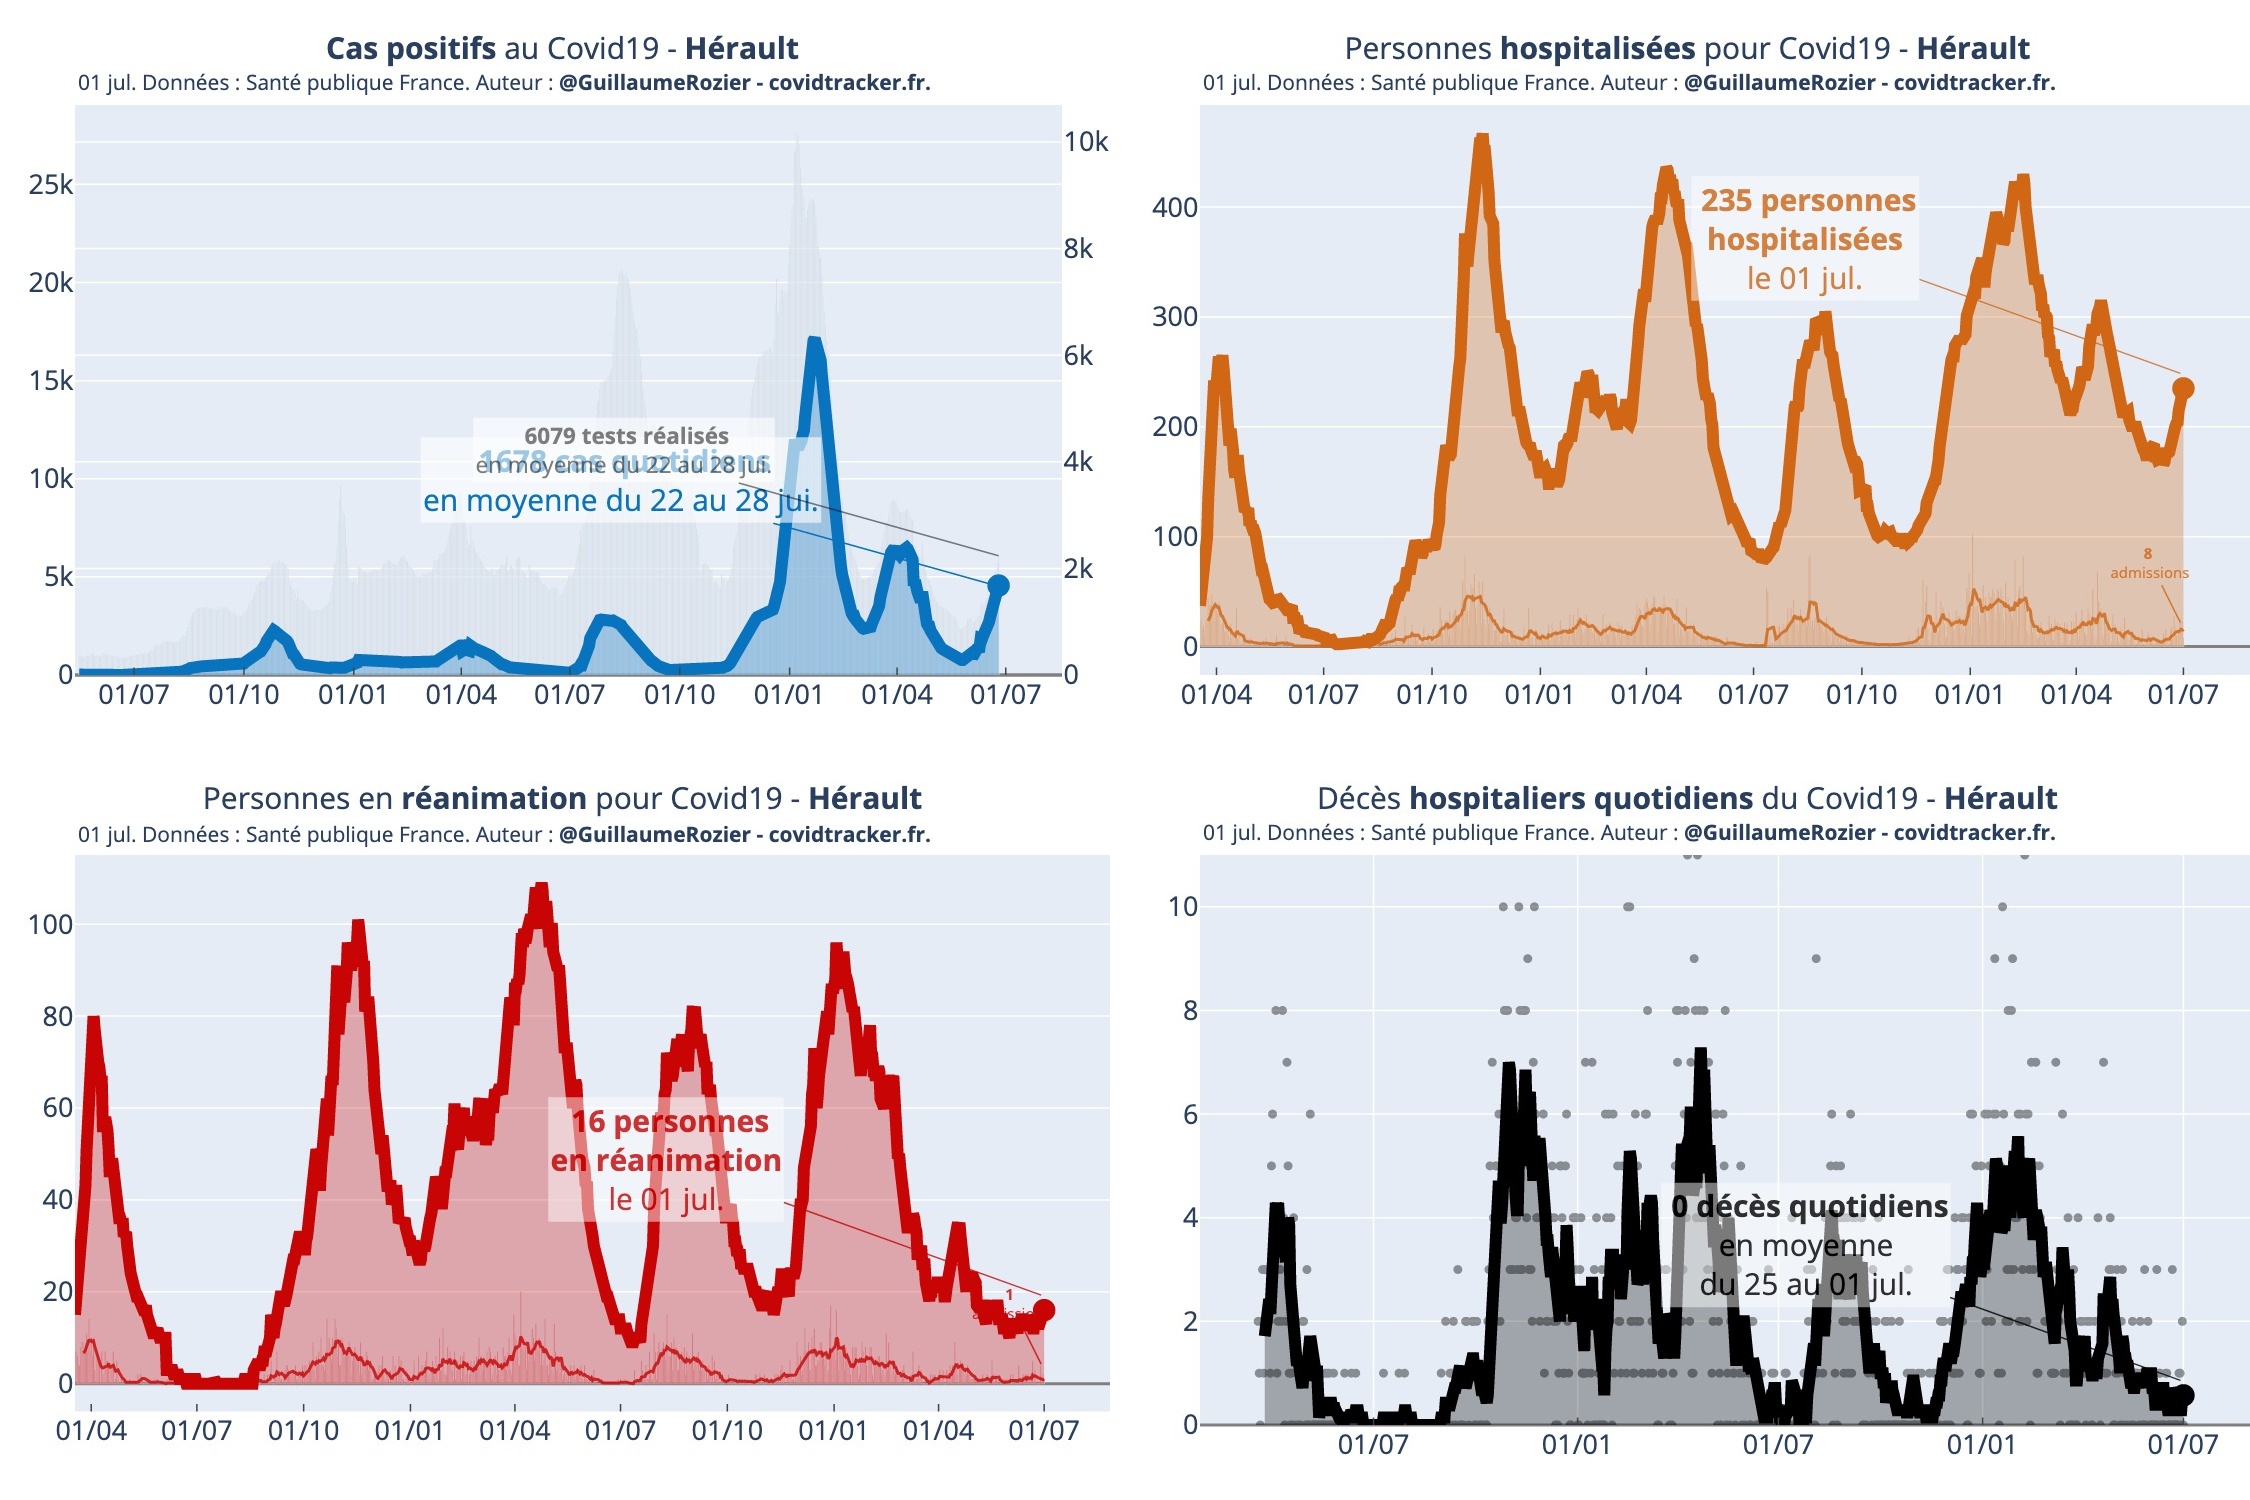 Cas positifs au Covid19 - Hérault
01 jul. Données : Santé publique France. Auteur : @GuillaumeRozier - covidtracker.fr.
25k
20k
15k
10k
5k
0
10k
8k
6k
4k
2k
0
6079 tests réalisés
en moyenne du 22 au 28 jui.
1678 cas quotidiens
en moyenne du 22 au 28 jui.
01/07 01/10 01/01 01/04 01/07 01/10 01/01 01/04 01/07
Personnes hospitalisées pour Covid19 - Hérault
01 jul. Données : Santé publique France. Auteur : @GuillaumeRozier - covidtracker.fr.
400
300
200
100
0
235 personnes
hospitalisées
le 01 jul.
8
admissions
01/04 01/07 01/10 01/01 01/04 01/07 01/10 01/01 01/04 01/07
Personnes en réanimation pour Covid19 - Hérault
01 jul. Données : Santé publique France. Auteur : @GuillaumeRozier - covidtracker.fr.
100
80
60
40
20
0
16 personnes
en réanimation
le 01 jul.
1
01/04 01/07 01/10 01/01 01/04 01/07 01/10 01/01 01/04 01/07
Décès hospitaliers quotidiens du Covid19 - Hérault
01 jul. Données : Santé publique France. Auteur : @GuillaumeRozier - covidtracker.fr.
10
8
6
4
2
0
0 décès quotidiens
en moyenne
du 25 au 01 jul.
01/07 01/01 01/07 01/01 01/07